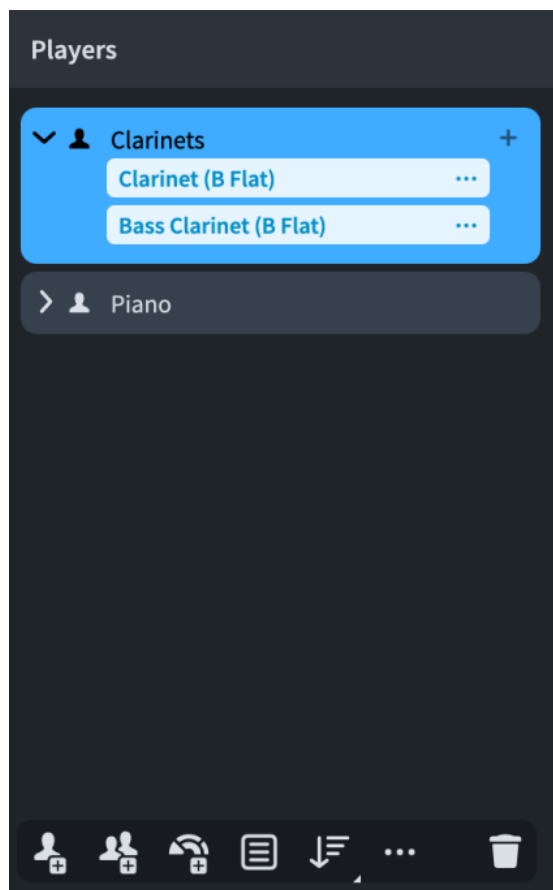 Players
Clarinets
Clarinet (B Flat)
Bass Clarinet (B Flat)
Piano